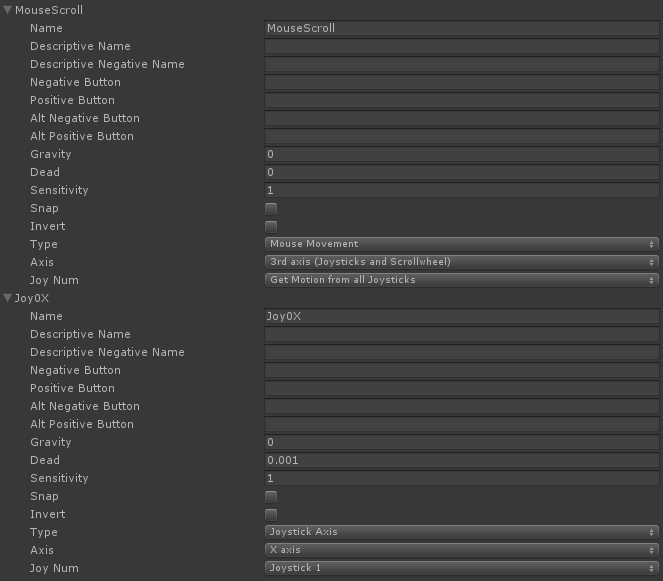 MouseScroll
Name MouseScroll
Descriptive Name
Descriptive Negative Name
Negative Button
Positive Button
Alt Negative Button
Alt Positive Button
Gravity 0
Dead 0
Sensitivity 1
Snap
Invert
Type Mouse Movement
Axis 3rd axis (Joysticks and Scrollwheel)
Joy Num Get Motion from all Joysticks
Joy0X
Name Joy0X
Descriptive Name
Descriptive Negative Name
Negative Button
Positive Button
Alt Negative Button
Alt Positive Button
Gravity 0
Dead 0.001
Sensitivity 1
Snap
Invert
Type Joystick Axis
Axis X axis
Joy Num Joystick 1